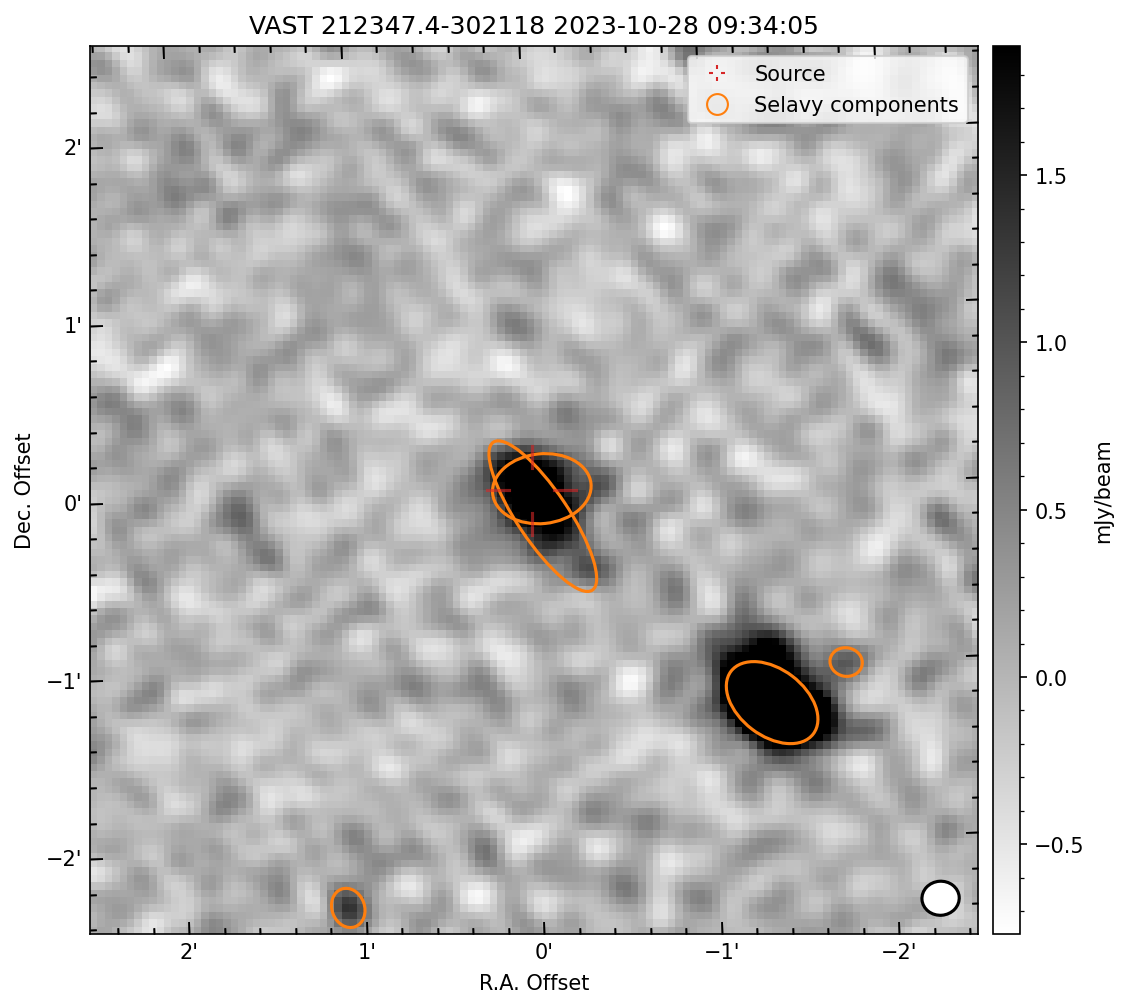 VAST 212347.4-302118 2023-10-28 09:34:05
Source
Selavy components
2'
1'
0'
−1'
−2'
Dec. Offset
2'
1'
0'
−1'
−2'
R.A. Offset
1.5
1.0
0.5
0.0
−0.5
mJy/beam